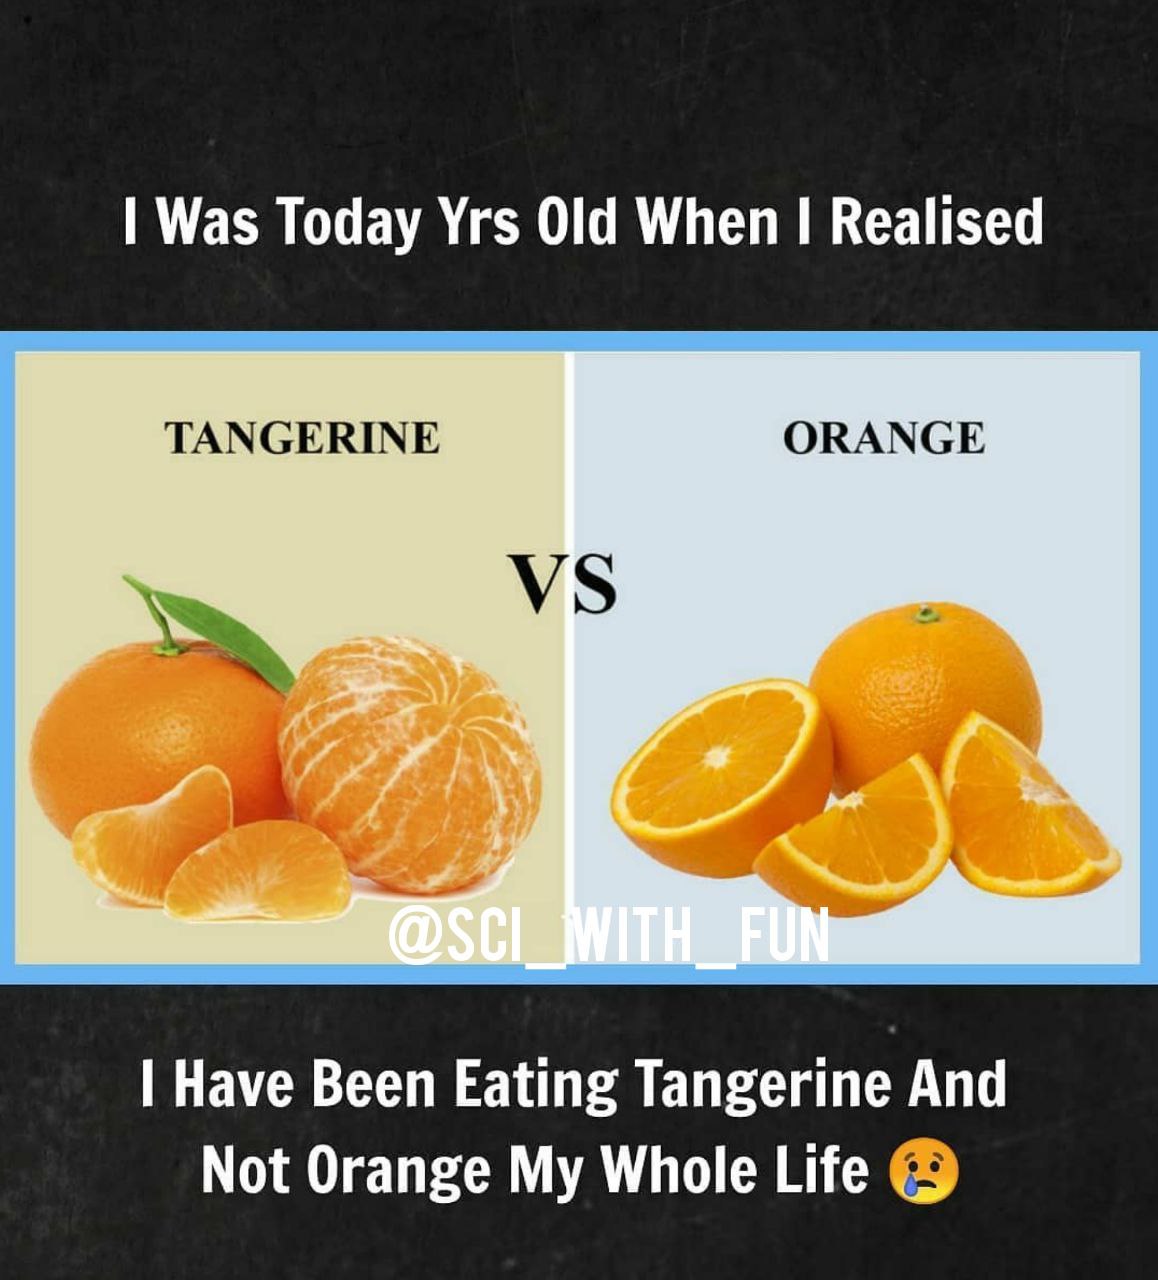 I Was Today Yrs Old When I Realised
TANGERINE
ORANGE
VS
@SCI_WITH_FUN
I Have Been Eating Tangerine And
Not Orange My Whole Life 😢